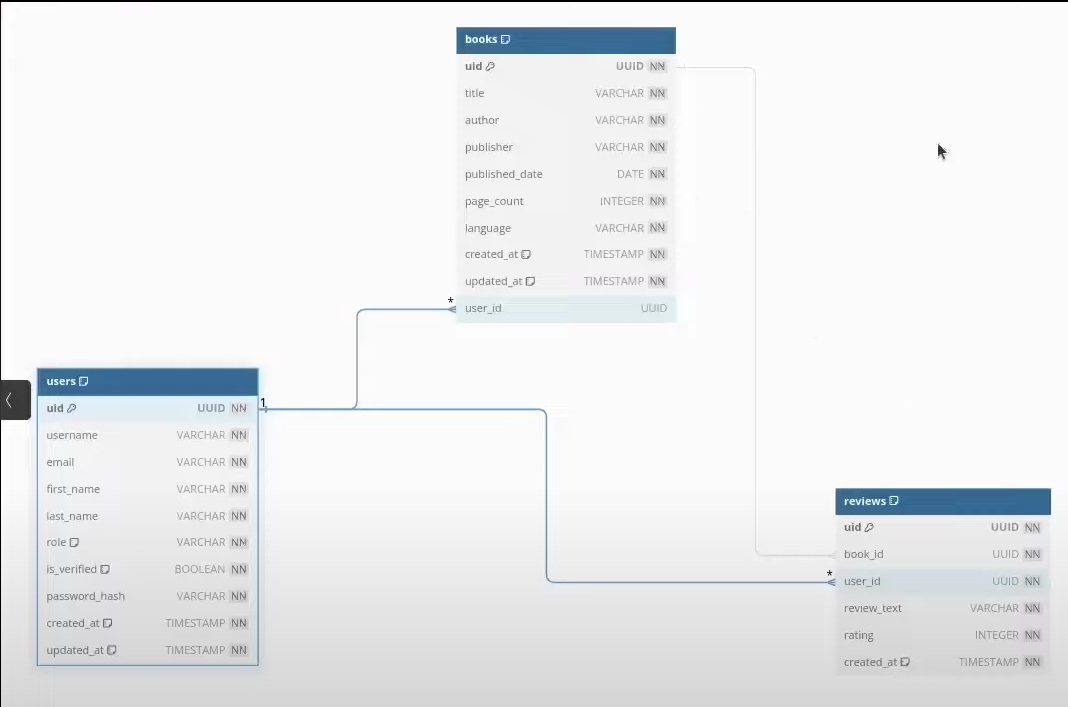 books
uid UUID NN
title VARCHAR NN
author VARCHAR NN
publisher VARCHAR NN
published_date DATE NN
page_count INTEGER NN
language VARCHAR NN
created_at TIMESTAMP NN
updated_at TIMESTAMP NN
* user_id UUID
users
uid UUID NN 1
username VARCHAR NN
email VARCHAR NN
first_name VARCHAR NN
last_name VARCHAR NN
role VARCHAR NN
is_verified BOOLEAN NN
password_hash VARCHAR NN
created_at TIMESTAMP NN
updated_at TIMESTAMP NN
reviews
uid UUID NN
book_id UUID NN
* user_id UUID NN
review_text VARCHAR NN
rating INTEGER NN
created_at TIMESTAMP NN